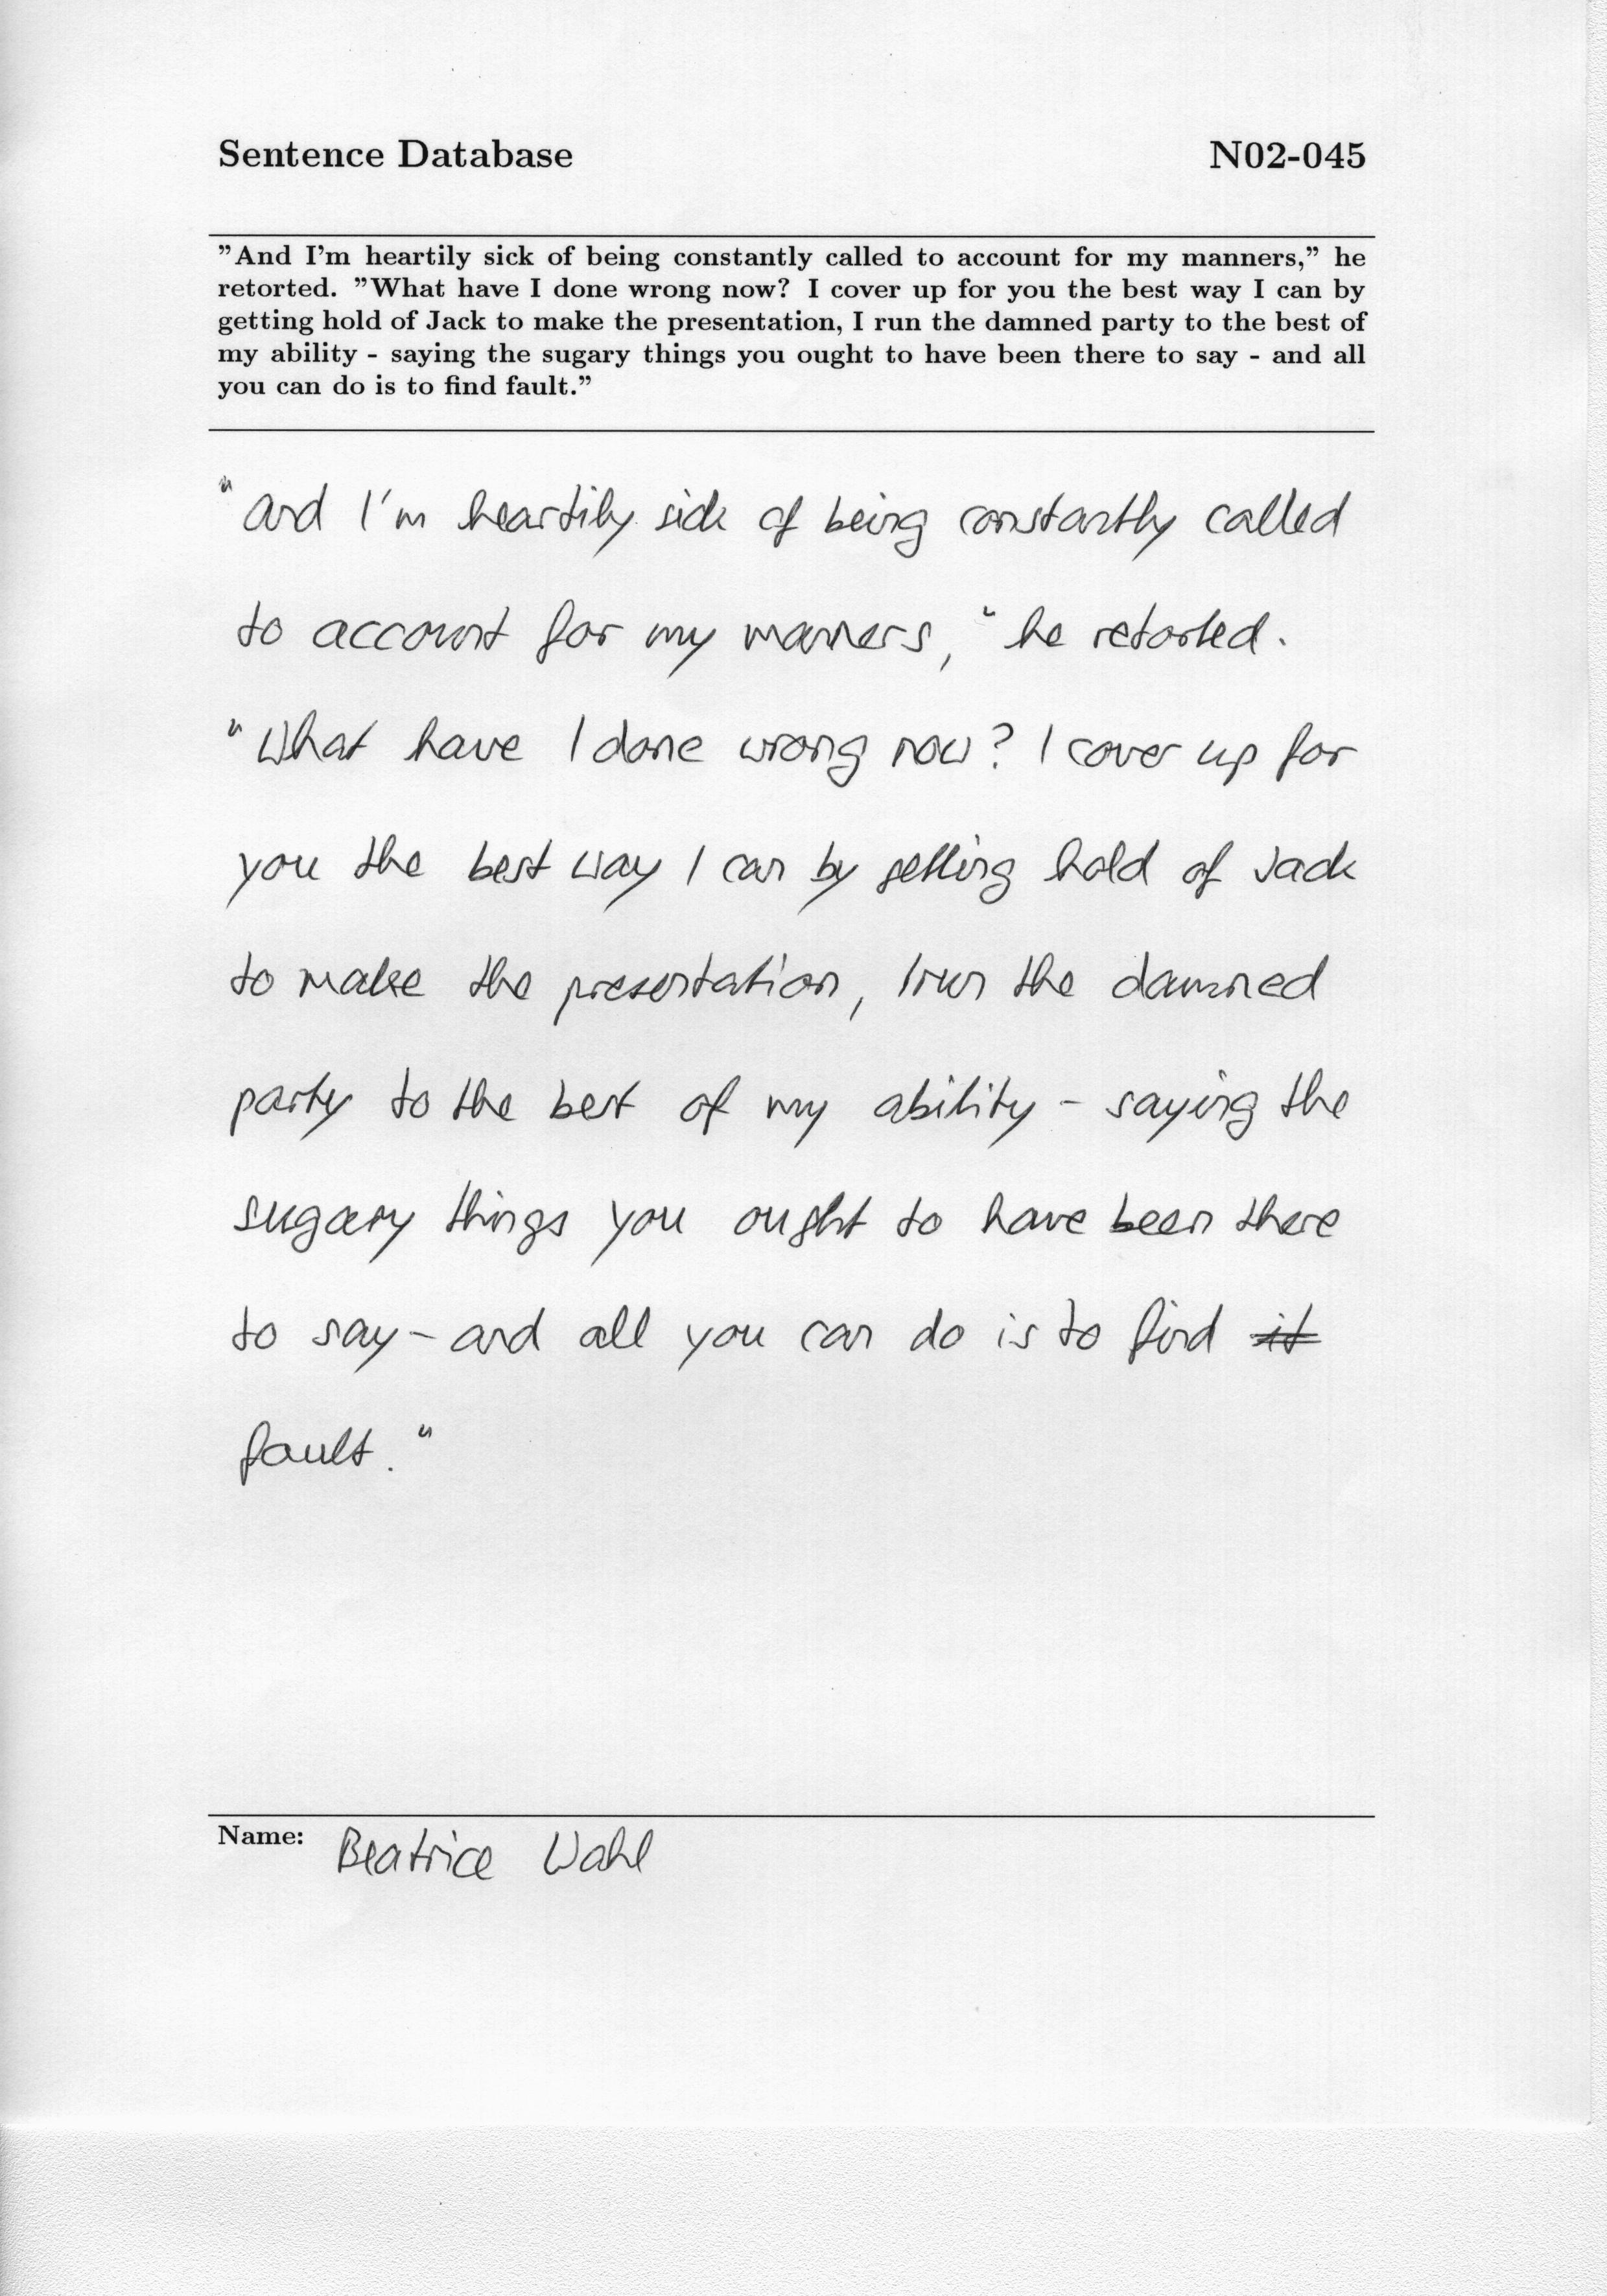 Sentence Database N02-045
"And I'm heartily sick of being constantly called to account for my manners," he
retorted. "What have I done wrong now? I cover up for you the best way I can by
getting hold of Jack to make the presentation, I run the damned party to the best of
my ability - saying the sugary things you ought to have been there to say - and all
you can do is to find fault."
"And I'm heartily sick of being constantly called
to account for my manners," he retorted.
"What have I done wrong now? I cover up for
you the best way I can by getting hold of Jack
to make the presentation, I run the damned
party to the best of my ability - saying the
sugary things you ought to have been there
to say - and all you can do is to find it
fault."
Name: Beatrice Wahl